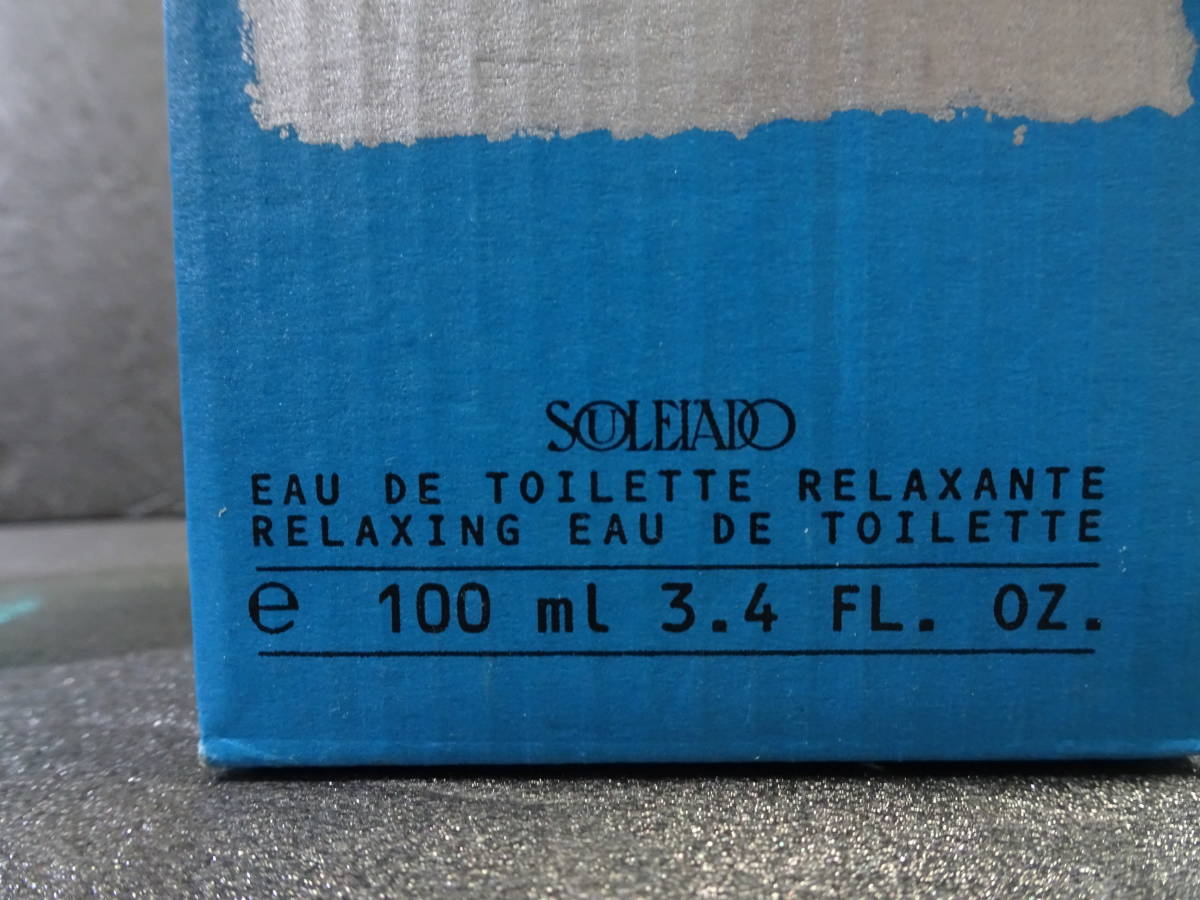 SOULEIADO
EAU DE TOILETTE RELAXANTE
RELAXING EAU DE TOILETTE
℮ 100 ml 3.4 FL. OZ.